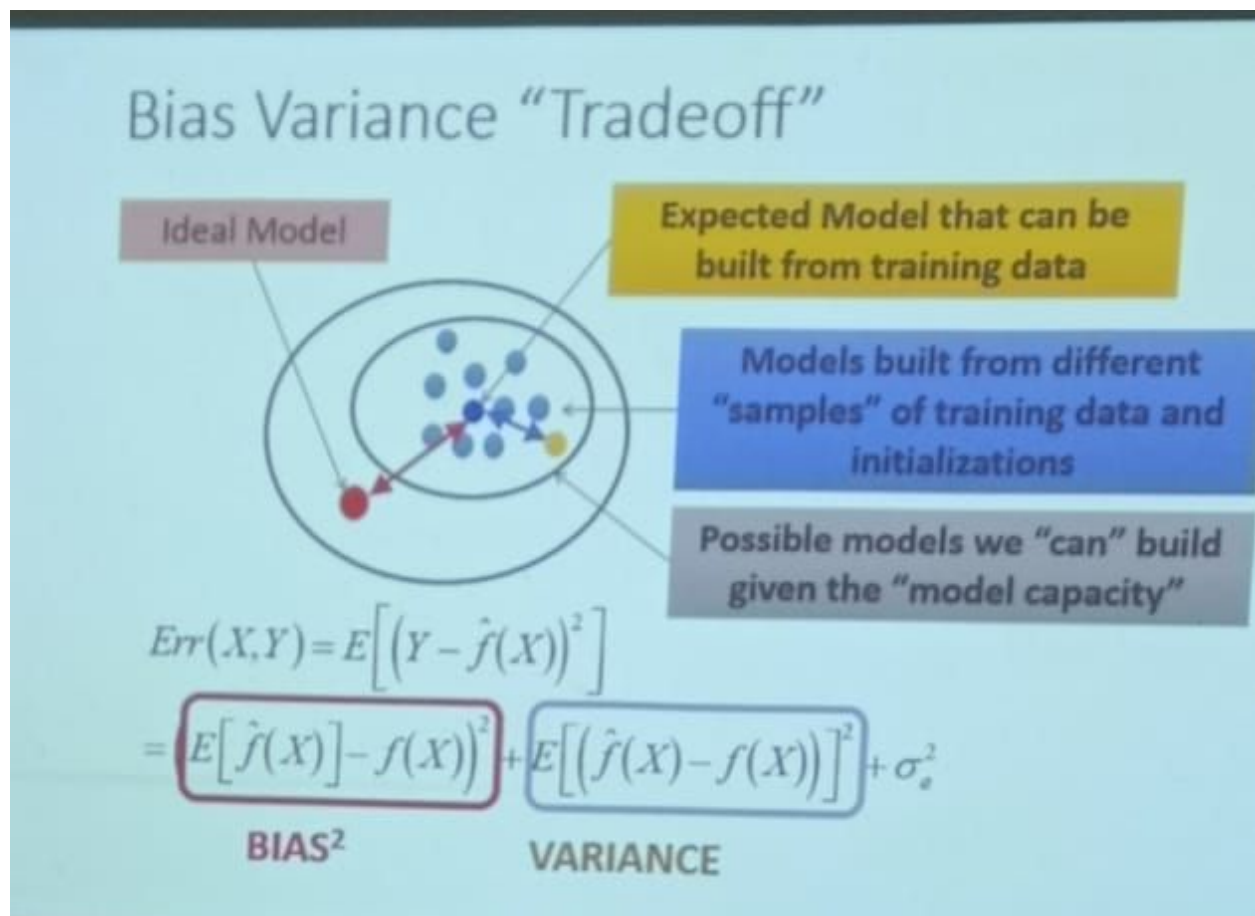 Bias Variance “Tradeoff”
Ideal Model
Expected Model that can be
built from training data
Models built from different
“samples” of training data and
initializations
Possible models we “can” build
given the “model capacity”
Err(X,Y)=E[(Y−f̂(X))²]
=(E[f̂(X)]−f(X))²+E[(f̂(X)−f(X))]²+σₑ²
BIAS²
VARIANCE